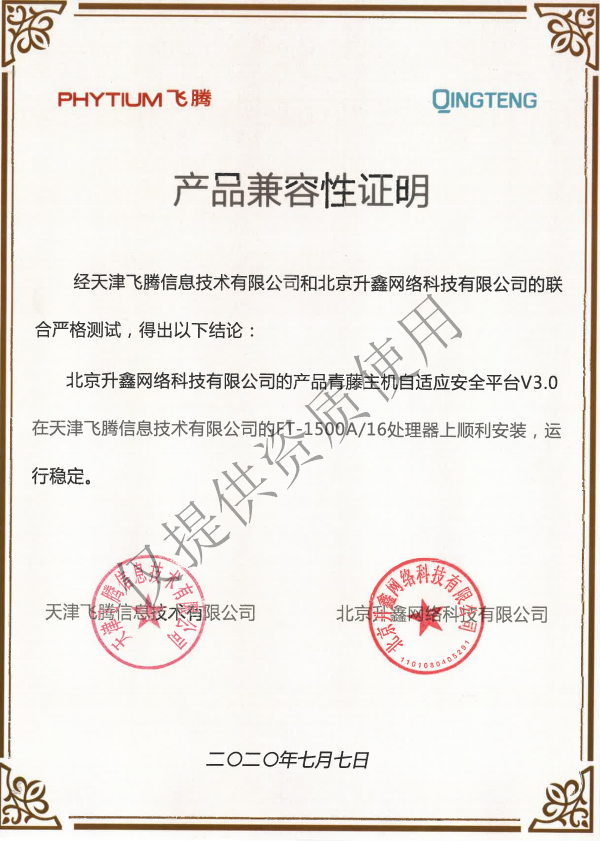 PHYTIUM飞腾
QINGTENG
产品兼容性证明
经天津飞腾信息技术有限公司和北京升鑫网络科技有限公司的联
合严格测试，得出以下结论：
北京升鑫网络科技有限公司的产品青藤主机自适应安全平台V3.0
在天津飞腾信息技术有限公司的FT-1500A/16处理器上顺利安装，运
行稳定。
仅提供资质使用
天津飞腾信息技术有限公司
北京升鑫网络科技有限公司
天津飞腾信息技术有限公司
北京升鑫网络科技有限公司
1101080405291
二〇二〇年七月七日